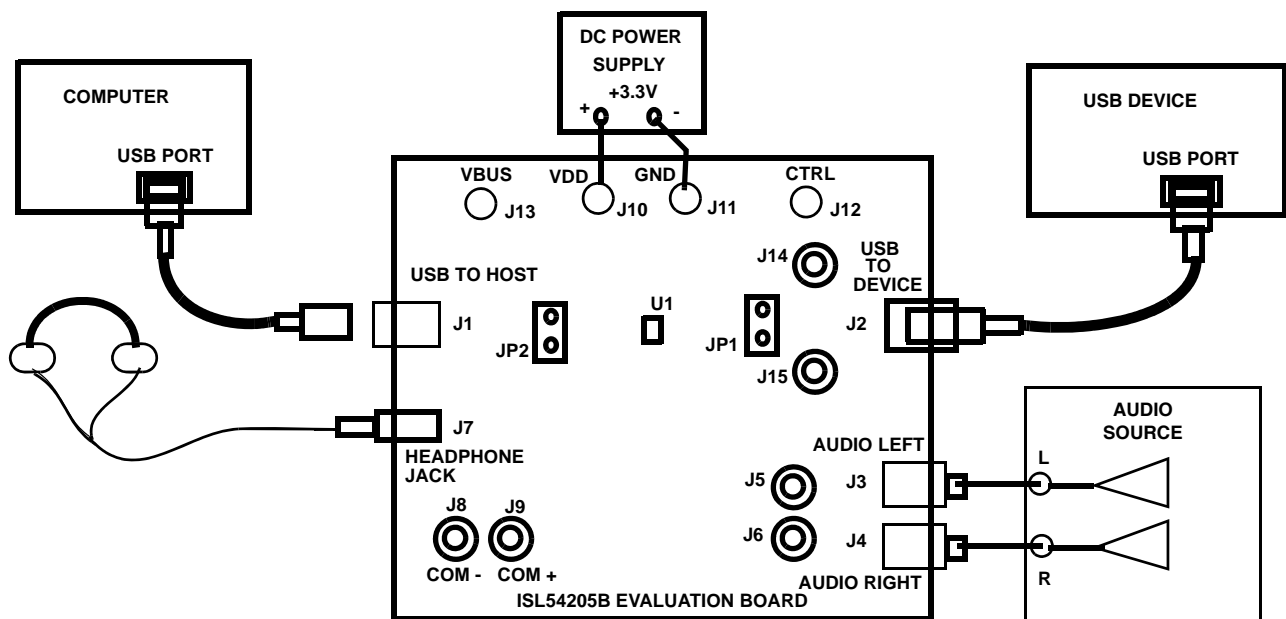 DC POWER
SUPPLY
+3.3V
+ -
COMPUTER
USB PORT
USB DEVICE
USB PORT
VBUS
J13
VDD
J10
GND
J11
CTRL
J12
USB TO HOST
J1
JP2
U1
JP1
J14
J15
USB
TO
DEVICE
J2
J7
HEADPHONE
JACK
J8
J9
COM -
COM +
AUDIO LEFT
J5
J3
J6
J4
AUDIO RIGHT
AUDIO
SOURCE
L
R
ISL54205B EVALUATION BOARD